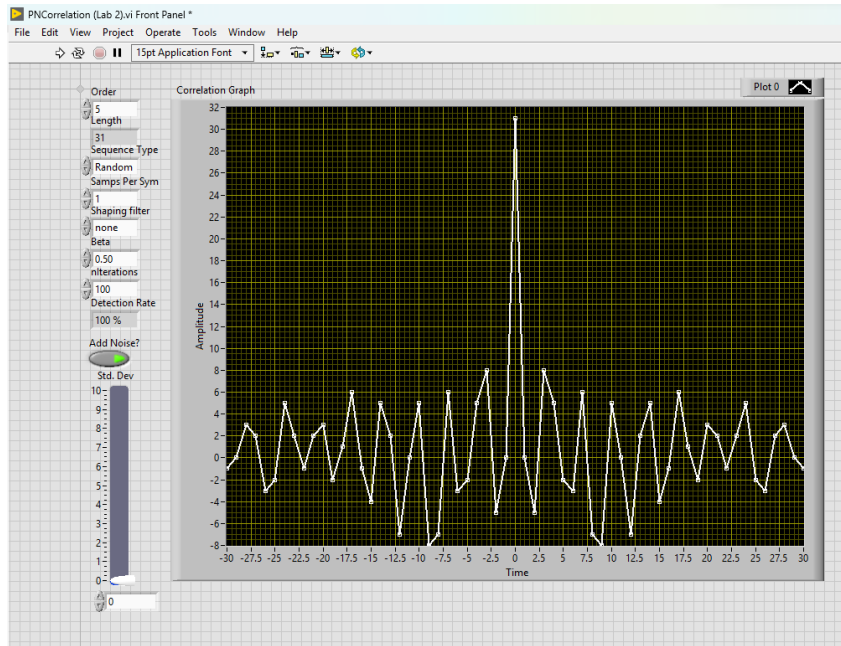 PNCorrelation (Lab 2).vi Front Panel *
File Edit View Project Operate Tools Window Help
15pt Application Font
Order
5
Length
31
Sequence Type
Random
Samps Per Sym
1
Shaping filter
none
Beta
0.50
nIterations
100
Detection Rate
100 %
Add Noise?
Std. Dev
10
9
8
7
6
5
4
3
2
1
0
0
Correlation Graph
Plot 0
Amplitude
32
30
28
26
24
22
20
18
16
14
12
10
8
6
4
2
0
-2
-4
-6
-8
-30 -27.5 -25 -22.5 -20 -17.5 -15 -12.5 -10 -7.5 -5 -2.5 0 2.5 5 7.5 10 12.5 15 17.5 20 22.5 25 27.5 30
Time